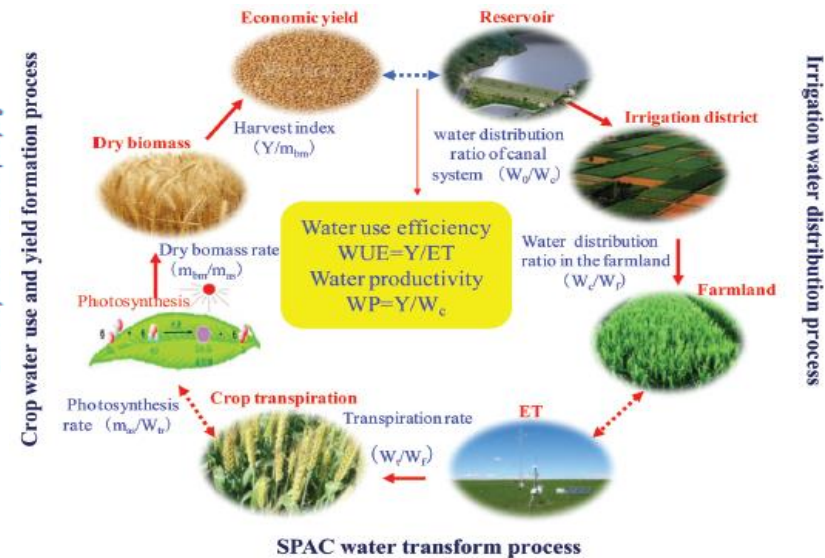 Economic yield
Reservoir
Harvest index
(Y/m_bm)
Dry biomass
water distribution
ratio of canal
system (W_0/W_c)
Irrigation district
Water use efficiency
WUE=Y/ET
Water productivity
WP=Y/W_c
Dry bomass rate
(m_bm/m_as)
Photosynthesis
Water distribution
ratio in the farmland
(W_c/W_f)
Farmland
Photosynthesis
rate (m_as/W_tr)
Crop transpiration
Transpiration rate
(W_t/W_f)
ET
Crop water use and yield formation process
Irrigation water distribution process
SPAC water transform process